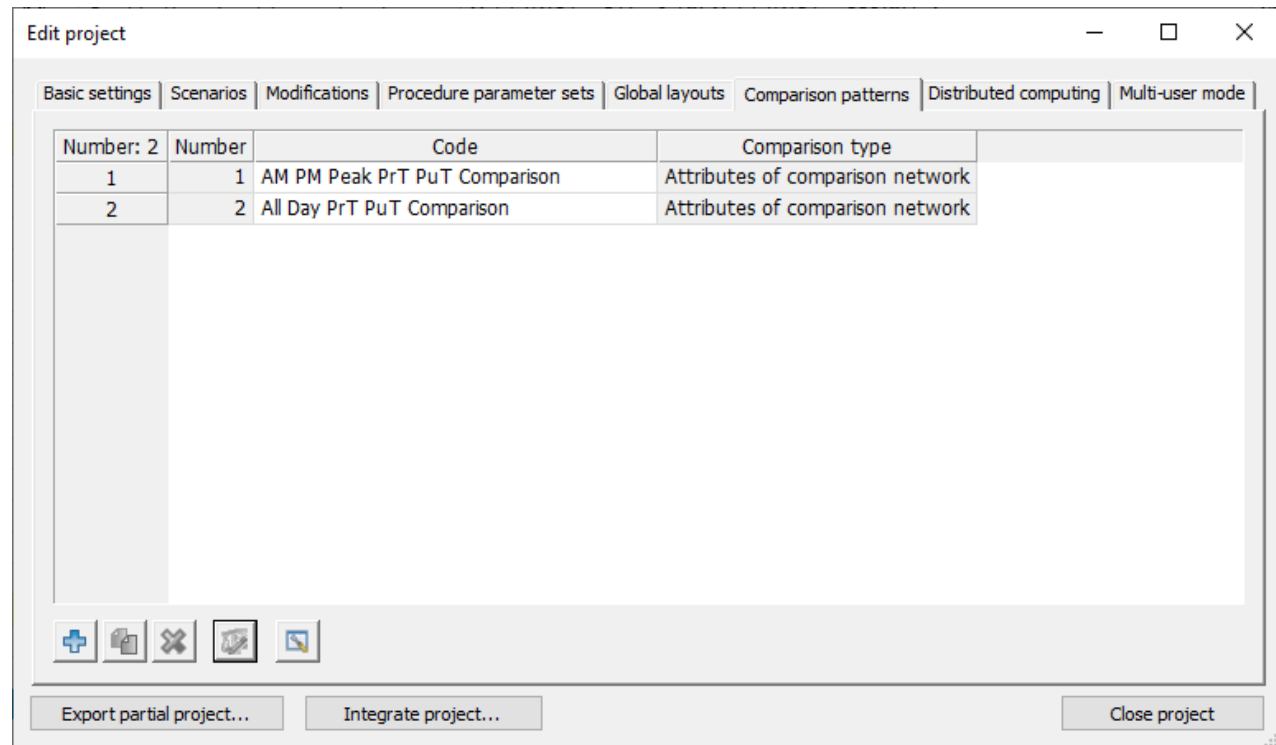 Edit project
Basic settings Scenarios Modifications Procedure parameter sets Global layouts Comparison patterns Distributed computing Multi-user mode
Number: 2 Number Code Comparison type
1 1 AM PM Peak PrT PuT Comparison Attributes of comparison network
2 2 All Day PrT PuT Comparison Attributes of comparison network
Export partial project... Integrate project... Close project